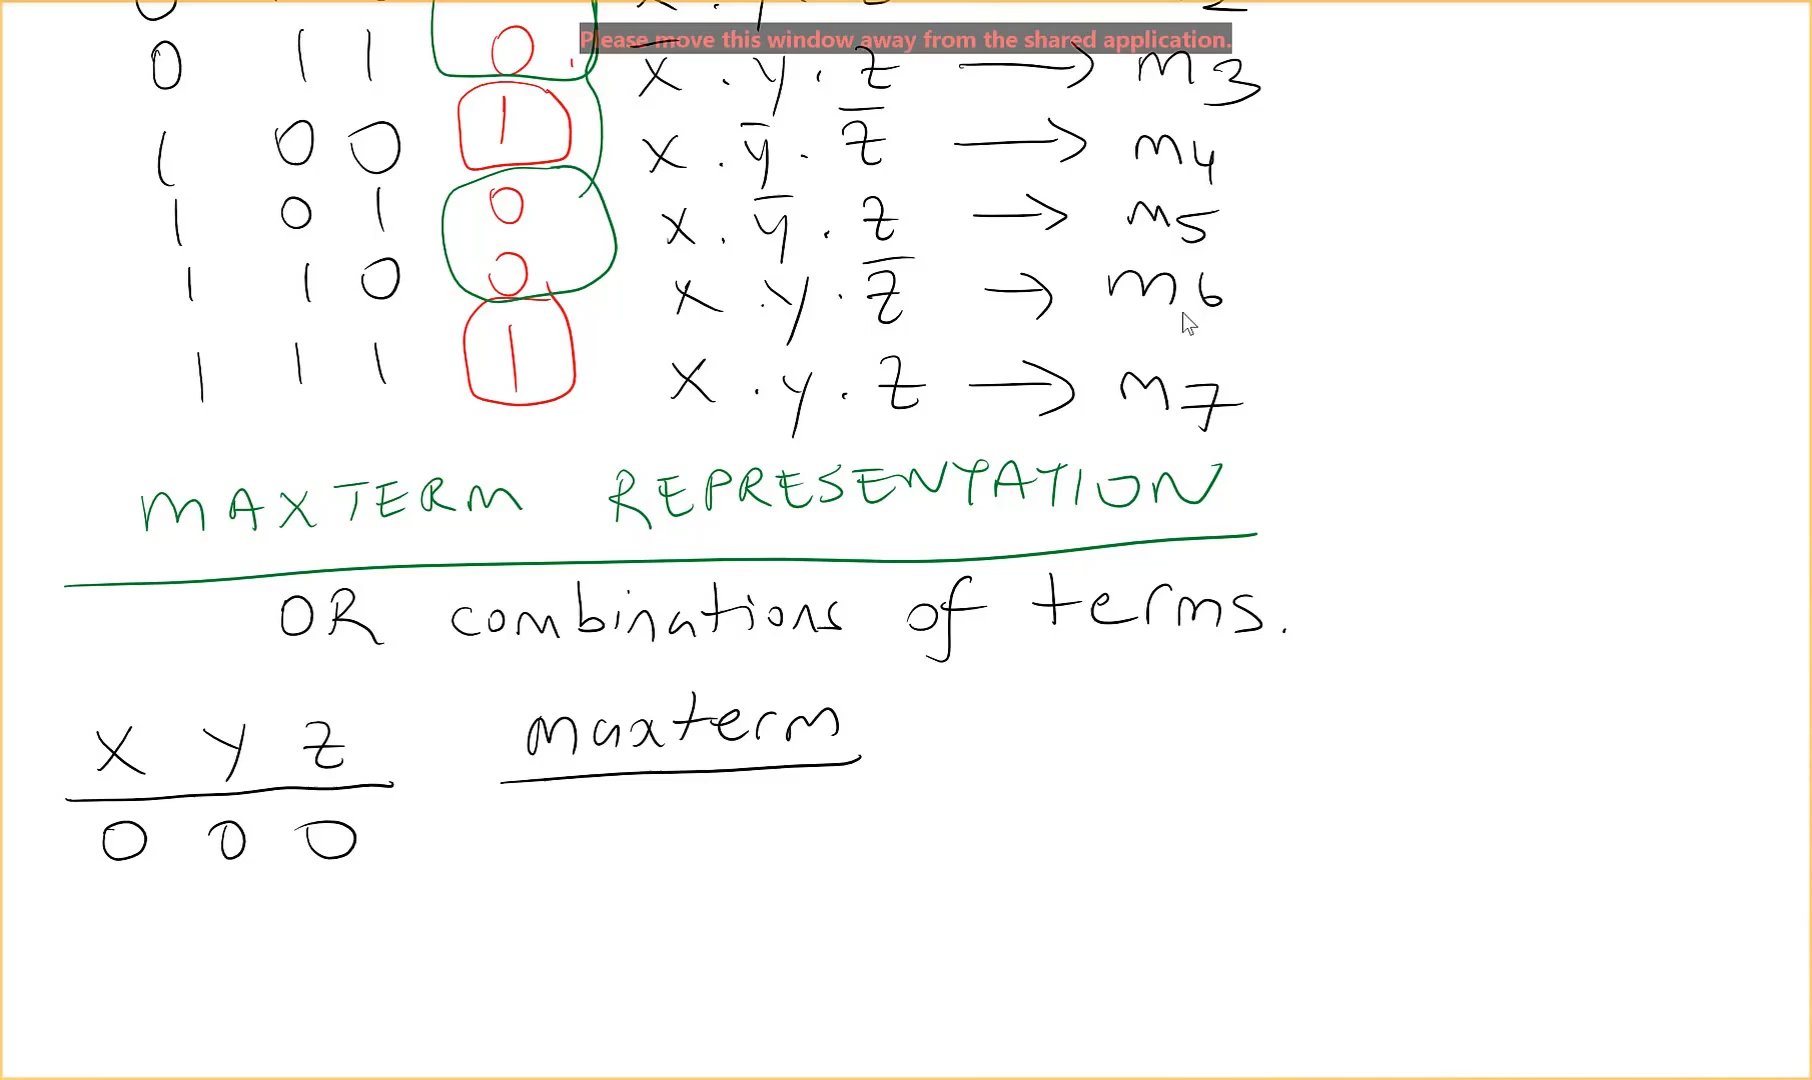 Please move this window away from the shared application.
0 1 1 0 x̅ . y . z → m3
1 0 0 1 x . y̅ . z̅ → m4
1 0 1 0 x . y̅ . z → m5
1 1 0 0 x . y . z̅ → m6
1 1 1 1 x . y . z → m7
MAXTERM REPRESENTATION
OR combinations of terms.
x y z maxterm
0 0 0